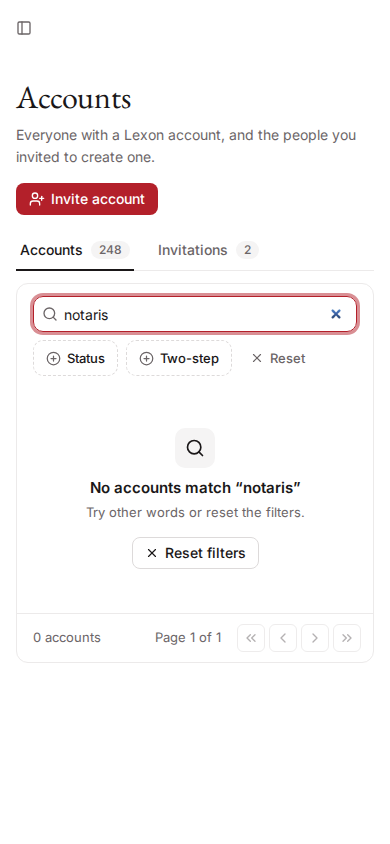 Accounts
Everyone with a Lexon account, and the people you
invited to create one.
Invite account
Accounts 248 Invitations 2
notaris
Status Two-step Reset
No accounts match “notaris”
Try other words or reset the filters.
Reset filters
0 accounts Page 1 of 1